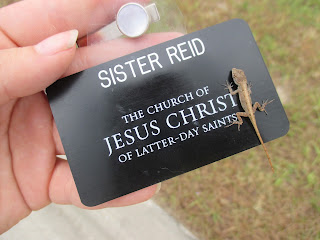 SISTER REID
THE CHURCH OF
JESUS CHRIST
OF LATTER-DAY SAINTS